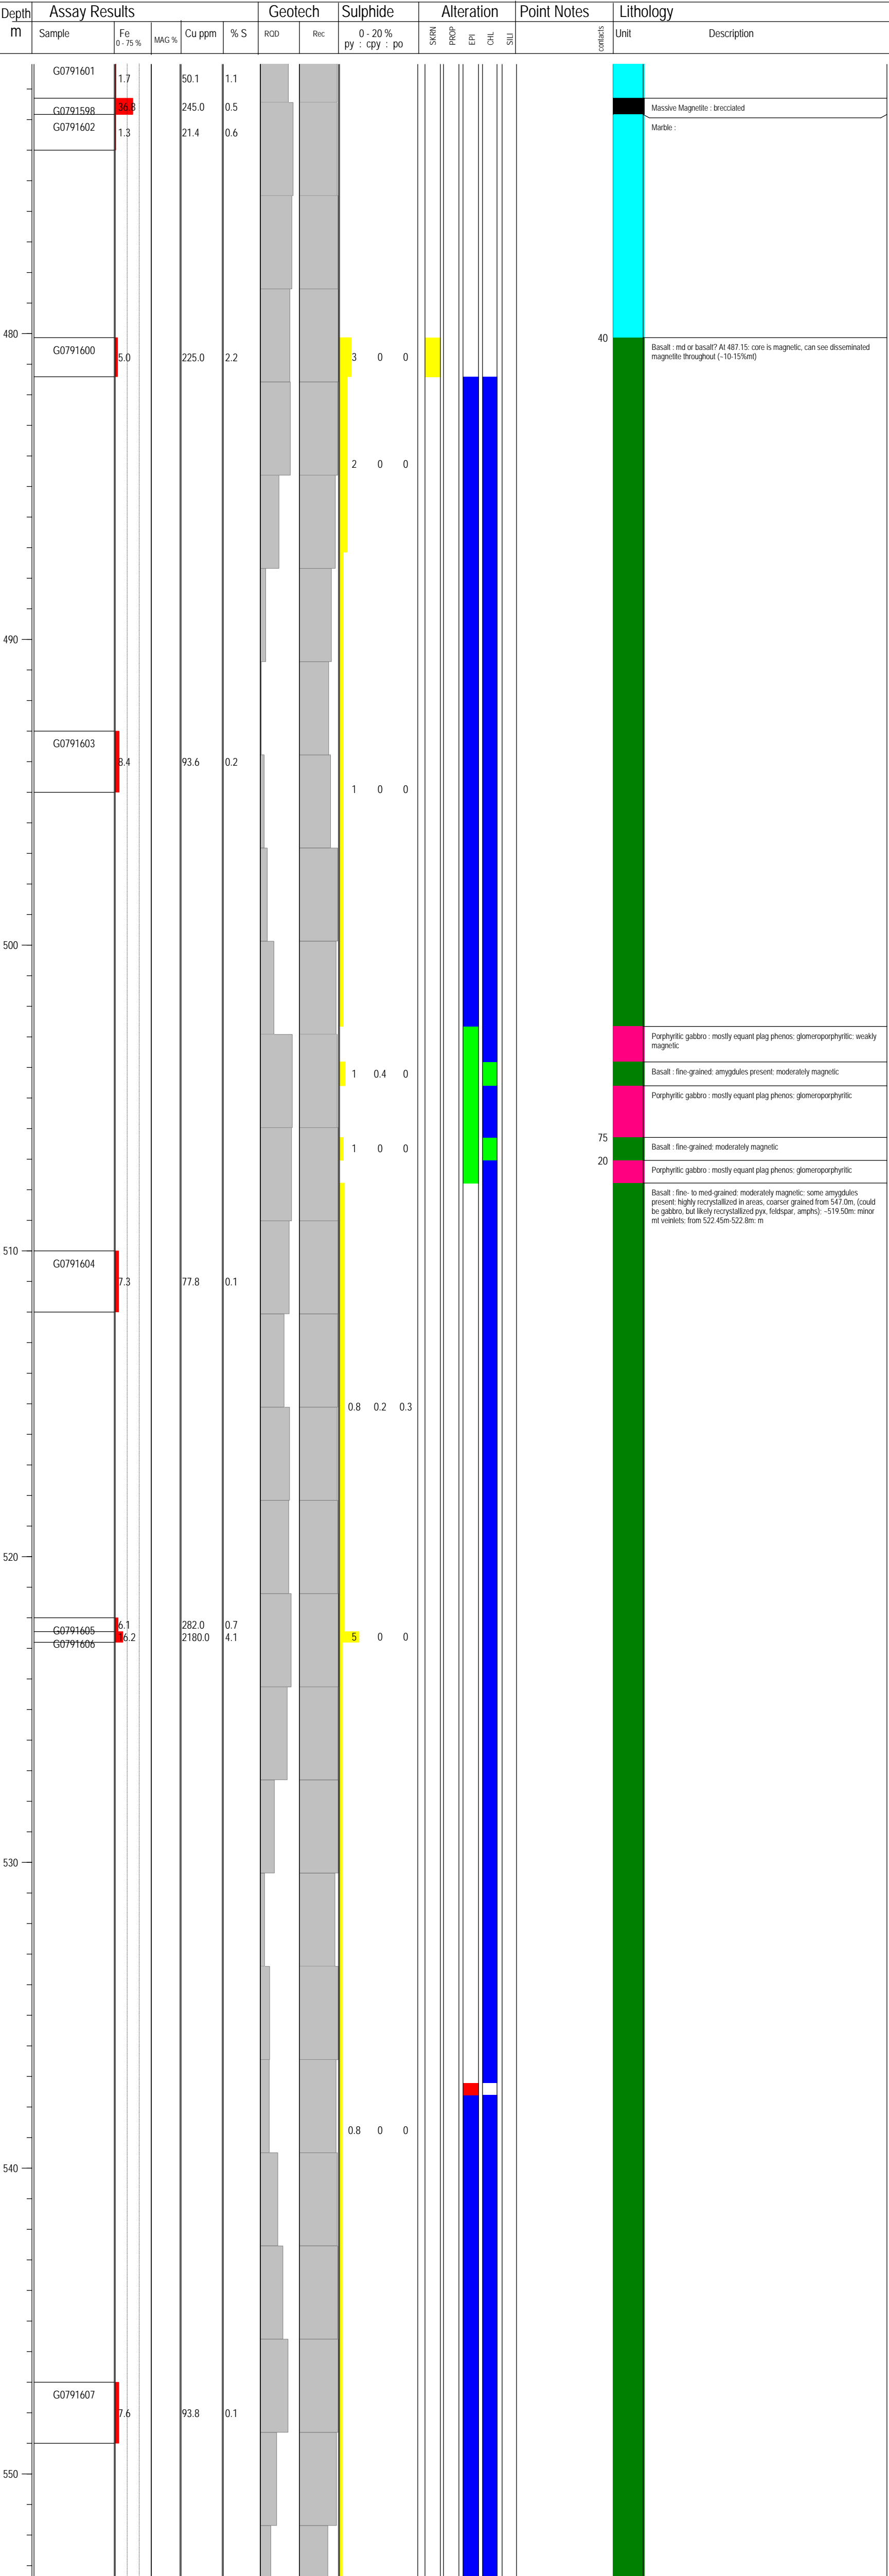 Depth Assay Results Geotech Sulphide Alteration Point Notes Lithology
m Sample Fe MAG % Cu ppm % S RQD Rec 0 - 20 % SKRN PROP EPI CHL SILI contacts Unit Description
0 - 75 % py : cpy : po
G0791601
1.7 50.1 1.1
G0791598 36.8 245.0 0.5 Massive Magnetite : brecciated
G0791602 1.3 21.4 0.6 Marble :
480 40
G0791600 5.0 225.0 2.2 3 0 0 Basalt : md or basalt? At 487.15: core is magnetic, can see disseminated
magnetite throughout (~10-15%mt)
2 0 0
490
G0791603
8.4 93.6 0.2
1 0 0
500
Porphyritic gabbro : mostly equant plag phenos: glomeroporphyritic: weakly
magnetic
1 0.4 0 Basalt : fine-grained: amygdules present: moderately magnetic
Porphyritic gabbro : mostly equant plag phenos: glomeroporphyritic
75
1 0 0 Basalt : fine-grained: moderately magnetic
20
Porphyritic gabbro : mostly equant plag phenos: glomeroporphyritic
Basalt : fine- to med-grained: moderately magnetic: some amygdules
present: highly recrystallized in areas, coarser grained from 547.0m, (could
be gabbro, but likely recrystallized pyx, feldspar, amphs): ~519.50m: minor
mt veinlets: from 522.45m-522.8m: m
510
G0791604
7.3 77.8 0.1
0.8 0.2 0.3
520
G0791605 6.1 282.0 0.7
G0791606 16.2 2180.0 4.1 5 0 0
530
0.8 0 0
540
G0791607
7.6 93.8 0.1
550